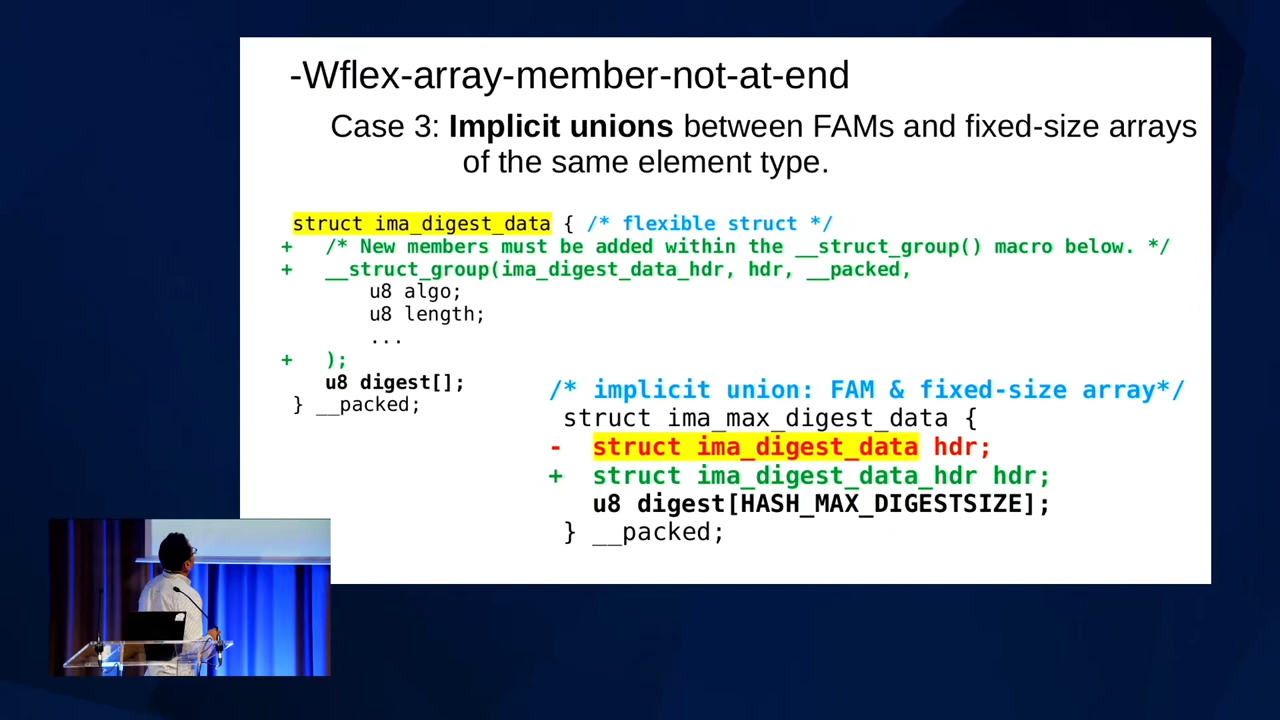 -Wflex-array-member-not-at-end
Case 3: Implicit unions between FAMs and fixed-size arrays
of the same element type.
struct ima_digest_data { /* flexible struct */
+ /* New members must be added within the __struct_group() macro below. */
+ __struct_group(ima_digest_data_hdr, hdr, __packed,
u8 algo;
u8 length;
...
+ );
u8 digest[];
} __packed;
/* implicit union: FAM & fixed-size array*/
struct ima_max_digest_data {
- struct ima_digest_data hdr;
+ struct ima_digest_data_hdr hdr;
u8 digest[HASH_MAX_DIGESTSIZE];
} __packed;